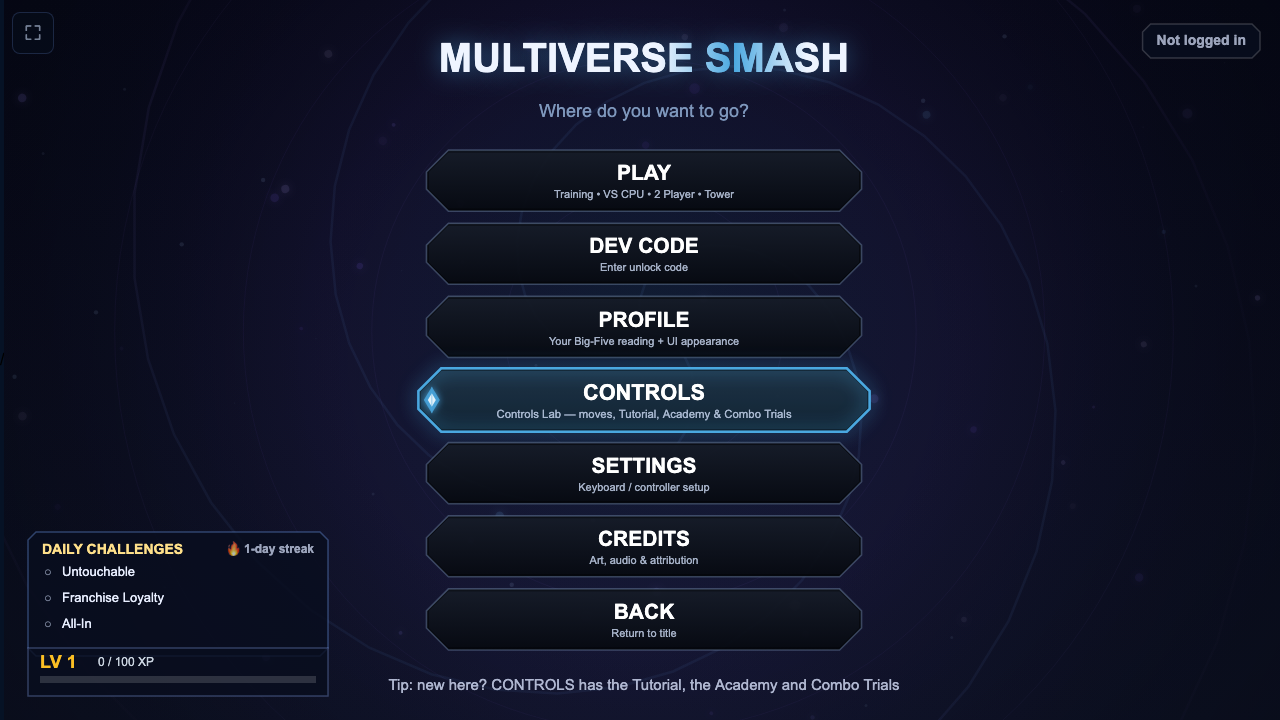 Not logged in
MULTIVERSE SMASH
Where do you want to go?
PLAY
Training • VS CPU • 2 Player • Tower
DEV CODE
Enter unlock code
PROFILE
Your Big-Five reading + UI appearance
CONTROLS
Controls Lab — moves, Tutorial, Academy & Combo Trials
SETTINGS
Keyboard / controller setup
CREDITS
Art, audio & attribution
BACK
Return to title
DAILY CHALLENGES 🔥 1-day streak
○ Untouchable
○ Franchise Loyalty
○ All-In
LV 1 0 / 100 XP
Tip: new here? CONTROLS has the Tutorial, the Academy and Combo Trials